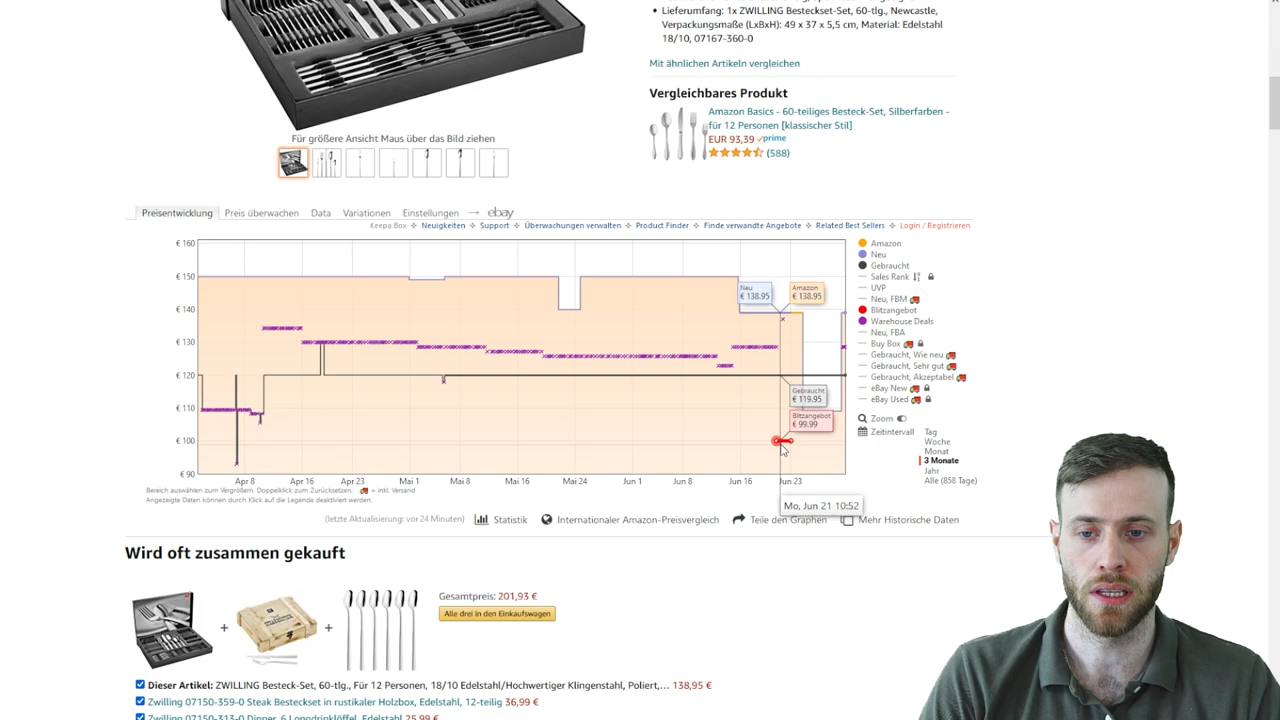 Lieferumfang: 1x ZWILLING Besteckset-Set, 60-tlg., Newcastle,
Verpackungsmaße (LxBxH): 49 x 37 x 5,5 cm, Material: Edelstahl
18/10, 07167-360-0
Mit ähnlichen Artikeln vergleichen
Vergleichbares Produkt
Amazon Basics - 60-teiliges Besteck-Set, Silberfarben -
für 12 Personen [klassischer Stil]
EUR 93,39 prime
(588)
Für größere Ansicht Maus über das Bild ziehen
Preisentwicklung Preis überwachen Data Variationen Einstellungen → ebay
Keepa Box Neuigkeiten Support Überwachungen verwalten Product Finder Finde verwandte Angebote Related Best Sellers Login / Registrieren
€ 160
€ 150
€ 140
€ 130
€ 120
€ 110
€ 100
€ 90
Neu
€ 138.95
Amazon
€ 138.95
Gebraucht
€ 119.95
Blitzangebot
€ 99.99
Apr 8 Apr 16 Apr 23 Mai 1 Mai 8 Mai 16 Mai 24 Jun 1 Jun 8 Jun 16 Jun 23
Mo, Jun 21 10:52
Amazon
Neu
Gebraucht
Sales Rank
UVP
Neu, FBM
Blitzangebot
Warehouse Deals
Neu, FBA
Buy Box
Gebraucht, Wie neu
Gebraucht, Sehr gut
Gebraucht, Akzeptabel
eBay New
eBay Used
Zoom
Zeitintervall
Tag
Woche
Monat
3 Monate
Jahr
Alle (858 Tage)
Bereich auswählen zum Vergrößern. Doppelklick zum Zurücksetzen. = inkl. Versand
Angezeigte Daten können durch Klick auf die Legende deaktiviert werden.
(letzte Aktualisierung: vor 24 Minuten) Statistik Internationaler Amazon-Preisvergleich Teile den Graphen Mehr Historische Daten
Wird oft zusammen gekauft
+
+
Gesamtpreis: 201,93 €
Alle drei in den Einkaufswagen
Dieser Artikel: ZWILLING Besteck-Set, 60-tlg., Für 12 Personen, 18/10 Edelstahl/Hochwertiger Klingenstahl, Poliert,… 138,95 €
Zwilling 07150-359-0 Steak Besteckset in rustikaler Holzbox, Edelstahl, 12-teilig 36,99 €
Zwilling 07150-313-0 Dinner, 6 Longdrinklöffel, Edelstahl 25,99 €